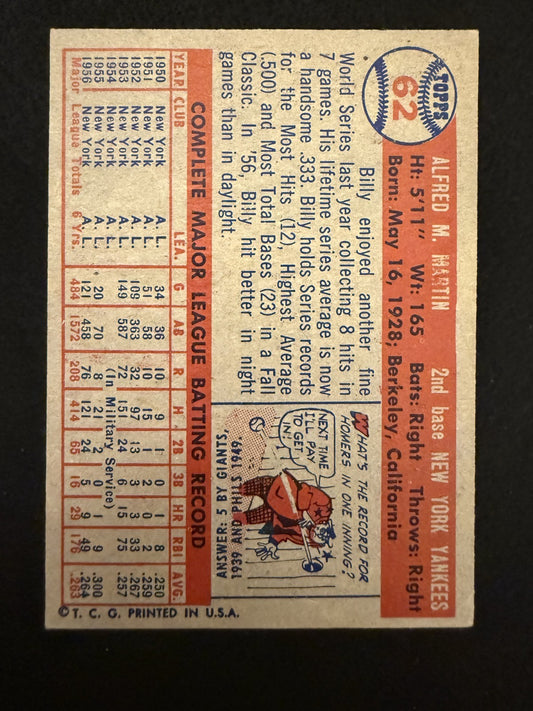 TOPPS
62
ALFRED M. MARTIN 2nd base NEW YORK YANKEES
Ht: 5'11" Wt: 165 Bats: Right Throws: Right
Born: May 16, 1928; Berkeley, California
Billy enjoyed another fine
World Series last year collecting 8 hits in
7 games. His lifetime series average is now
a handsome .333. Billy holds Series records
for the Most Hits (12), Highest Average
(.500), and Most Total Bases (23) in a Fall
Classic. In '56, Billy hit better in night
games than in daylight.
WHAT'S THE RECORD FOR
HOMERS IN ONE INNING?
NEXT TIME
I'LL PAY
TO GET
IN!
ANSWER: 5 BY GIANTS,
1939 AND PHILS 1949.
COMPLETE MAJOR LEAGUE BATTING RECORD
YEAR CLUB LEA. G AB R H 2B 3B HR RBI AVG.
1950 New York A. L. 34 36 10 9 1 0 1 8 .250
1951 New York A. L. 51 58 10 15 1 2 0 2 .259
1952 New York A. L. 109 363 32 97 13 3 3 33 .267
1953 New York A. L. 149 587 72 151 24 6 15 75 .257
1954 New York A. L. (In Military Service)
1955 New York A. L. 20 70 8 21 2 0 1 9 .300
1956 New York A. L. 121 458 76 121 24 5 9 49 .264
Major League Totals 6 Yrs. 484 1572 208 414 65 16 29 176 .263
© T. C. G. PRINTED IN U.S.A.